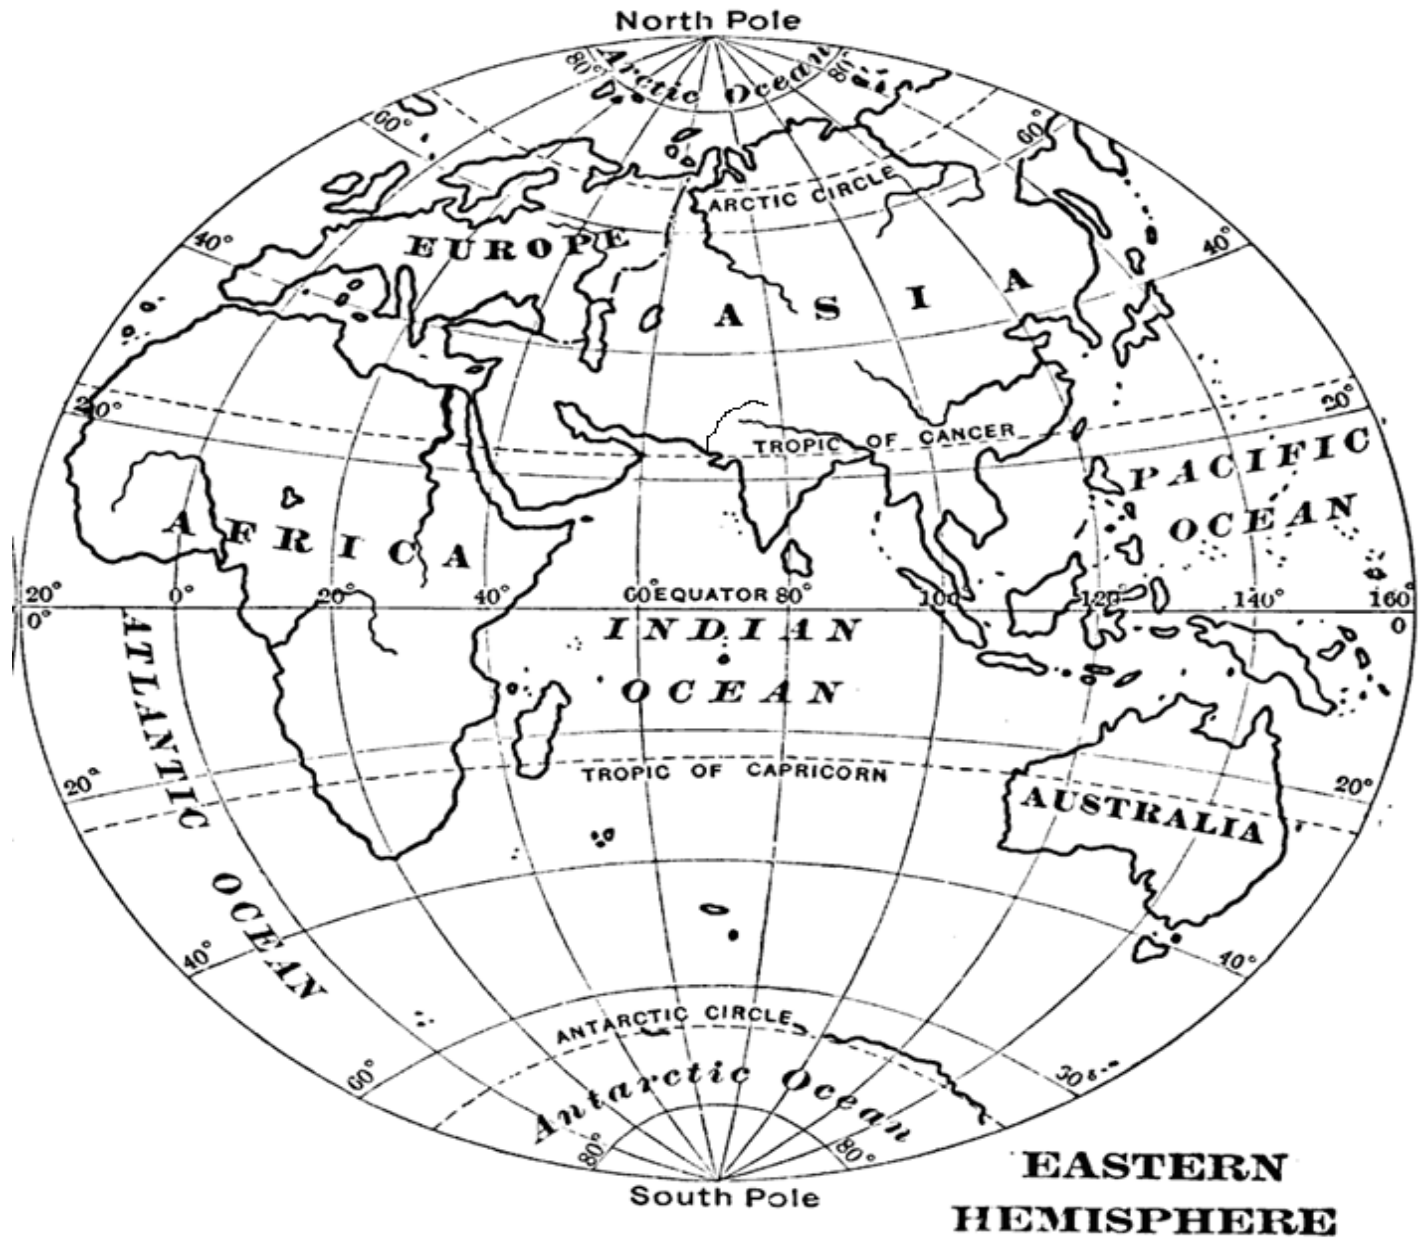 North Pole
Arctic Ocean
80° 80°
60° 60°
ARCTIC CIRCLE
EUROPE
40° 40°
ASIA
20° 20°
TROPIC OF CANCER
PACIFIC
OCEAN
AFRICA
20° 0° 20° 40° 60° EQUATOR 80° 100 120° 140° 160°
0° 0
INDIAN
OCEAN
ATLANTIC OCEAN
TROPIC OF CAPRICORN
20° 20°
AUSTRALIA
40° 40°
ANTARCTIC CIRCLE
60°
Antarctic Ocean
80° 80°
South Pole
EASTERN
HEMISPHERE